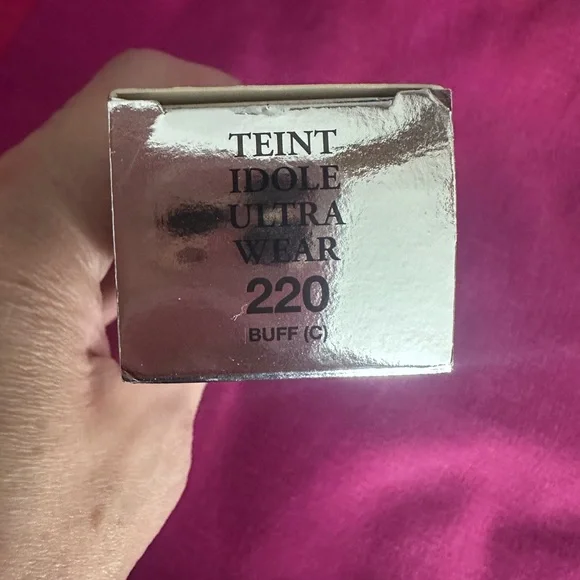 TEINT
IDOLE
ULTRA
WEAR
220
BUFF (C)